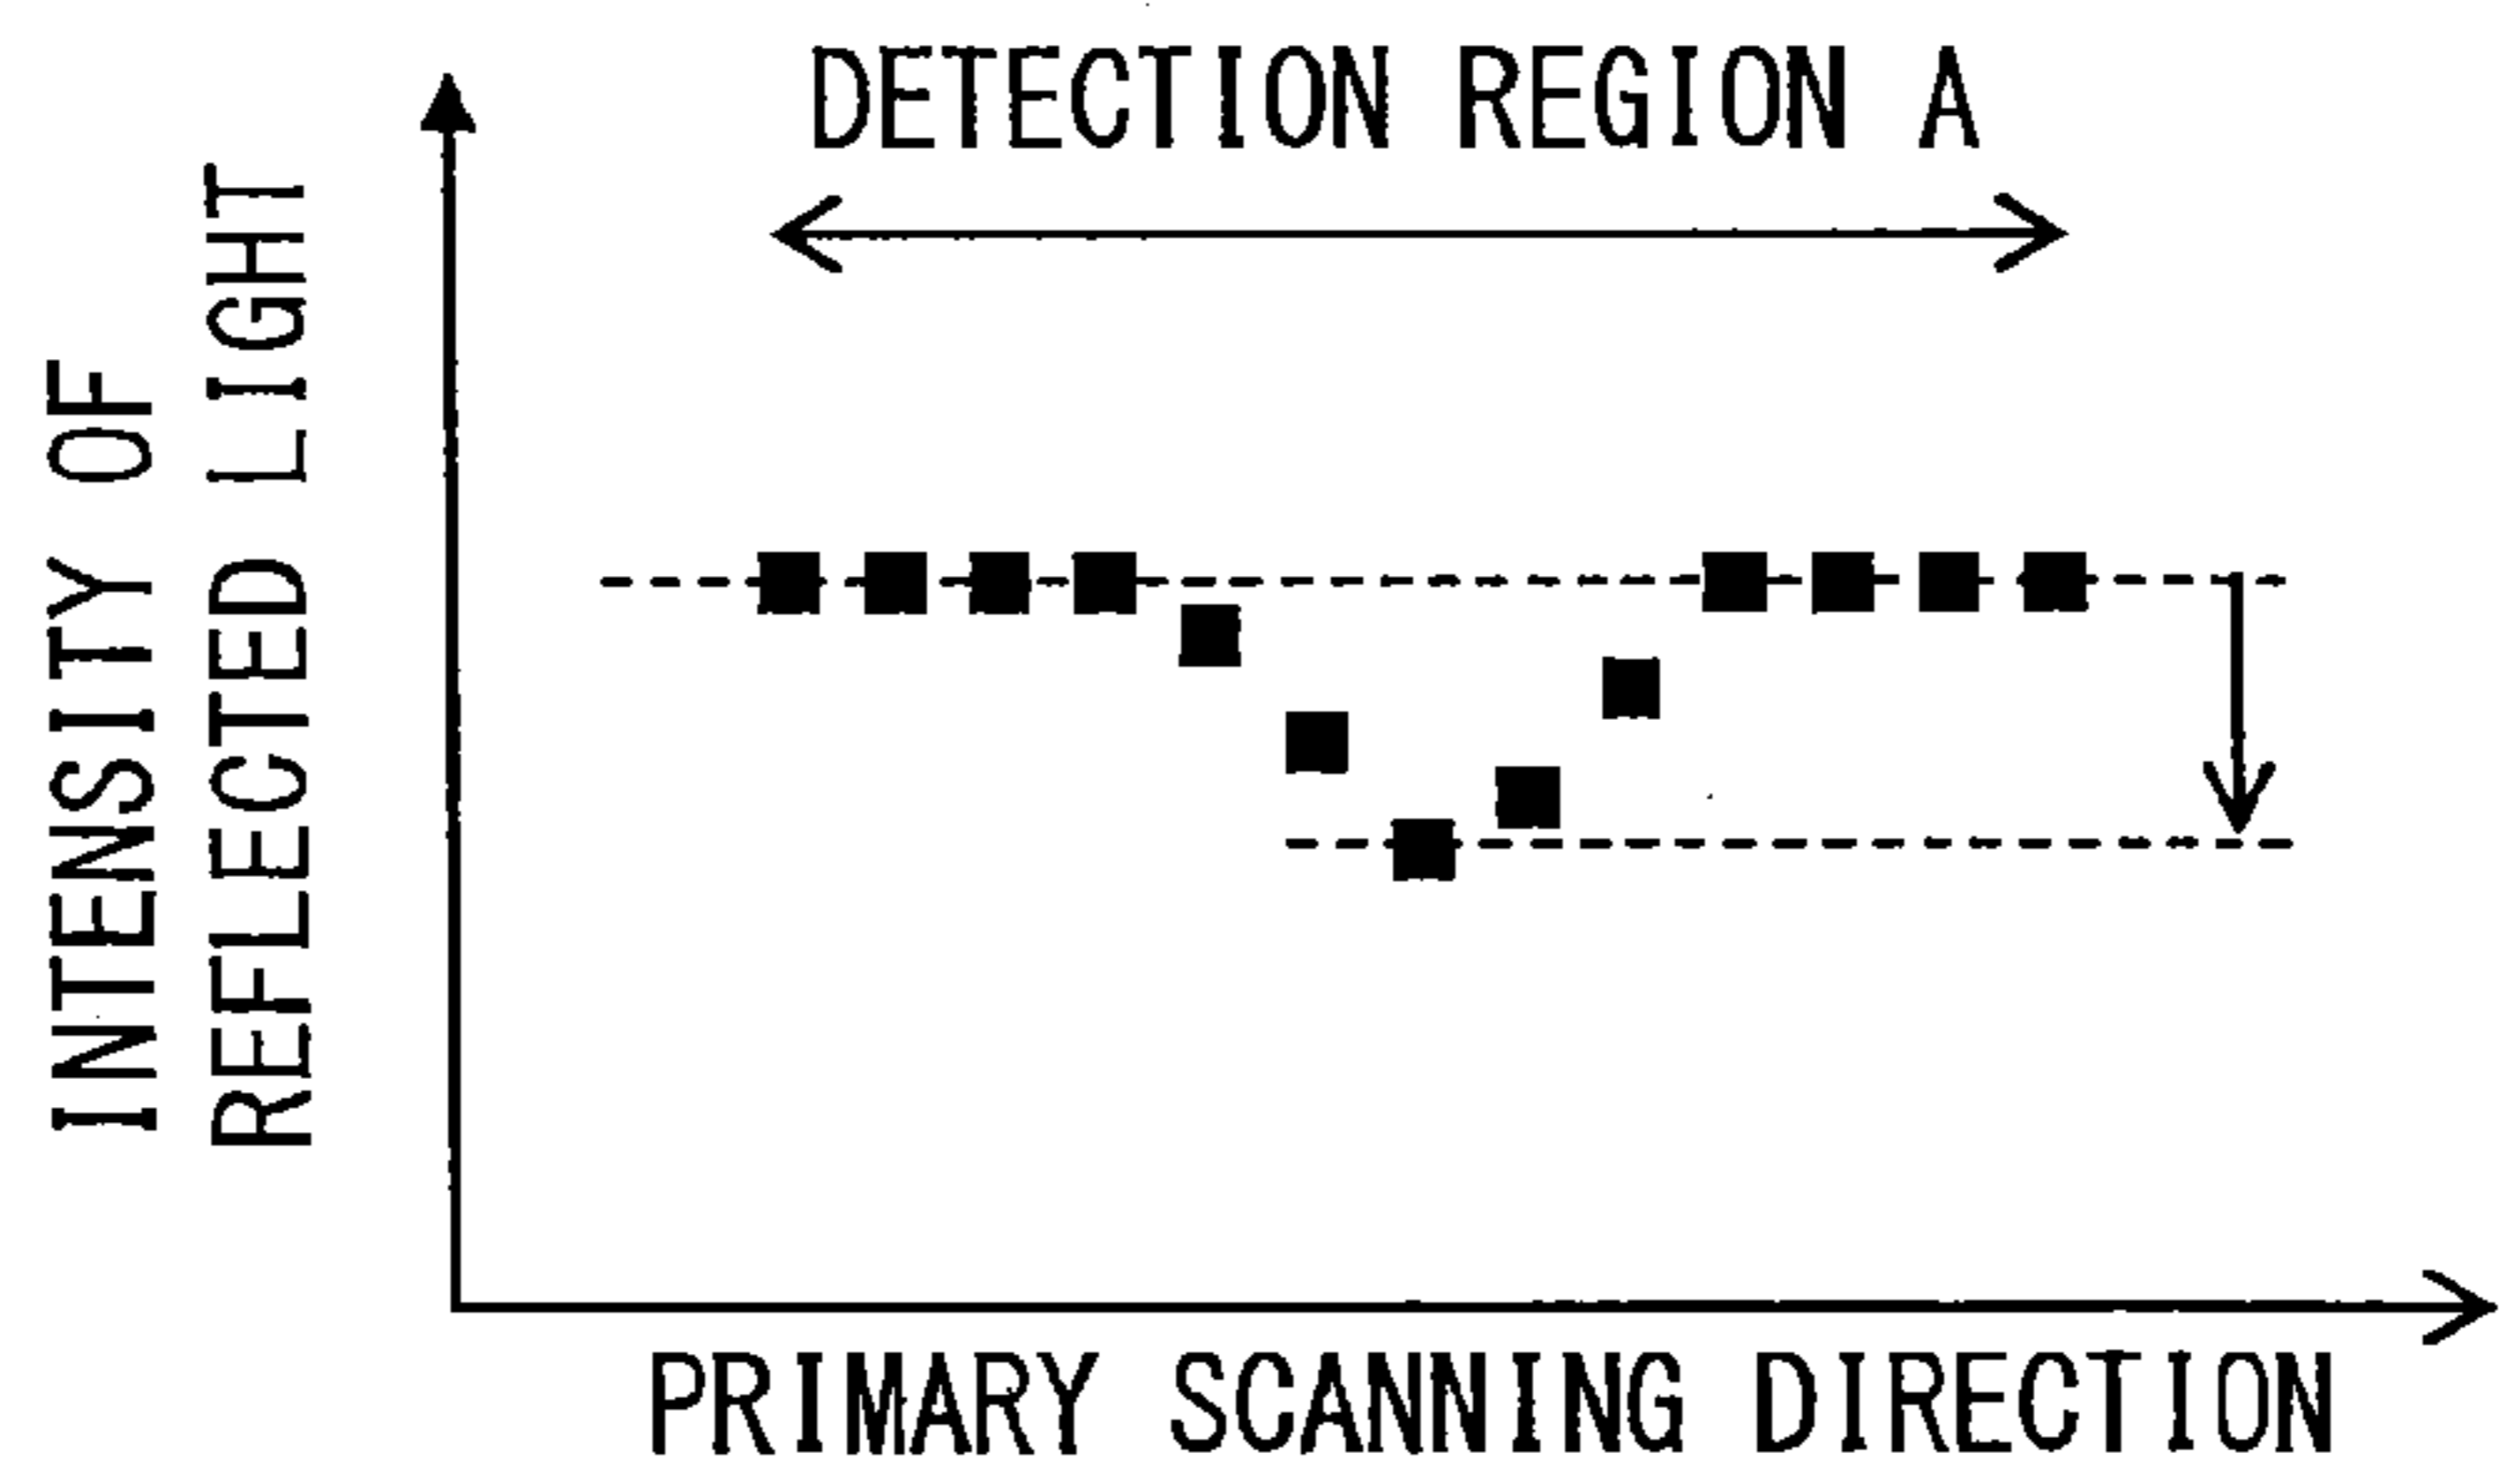 DETECTION REGION A
INTENSITY OF
REFLECTED LIGHT
PRIMARY SCANNING DIRECTION